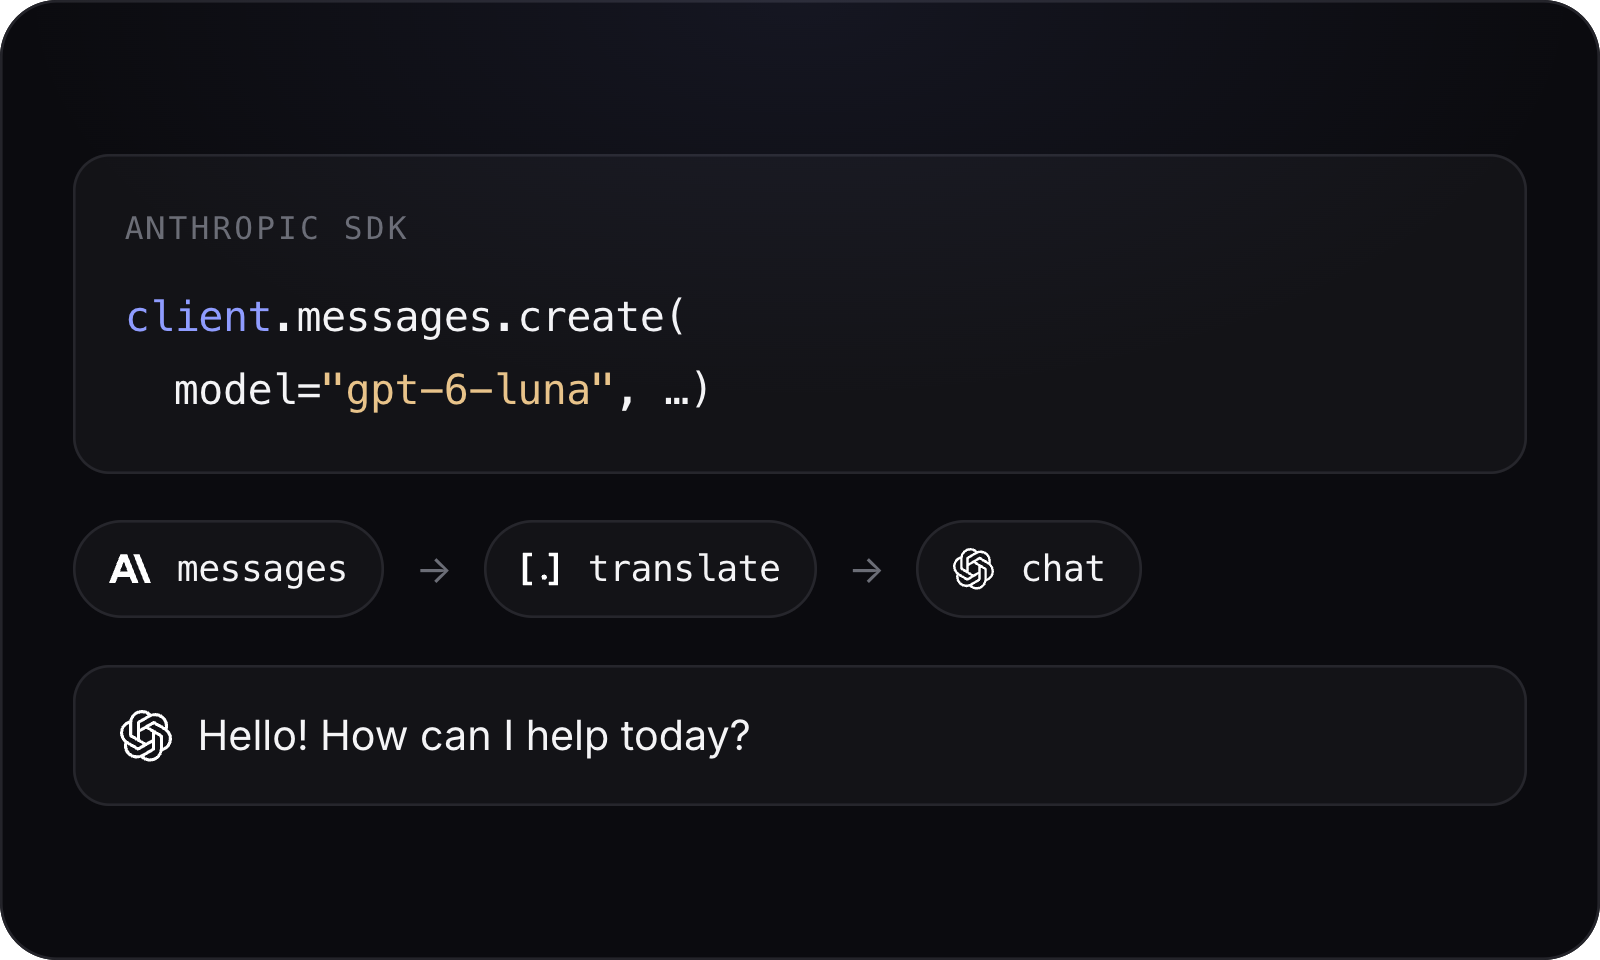 ANTHROPIC SDK
client.messages.create(
model="gpt-6-luna", …)
A\ messages → [.] translate → chat
Hello! How can I help today?